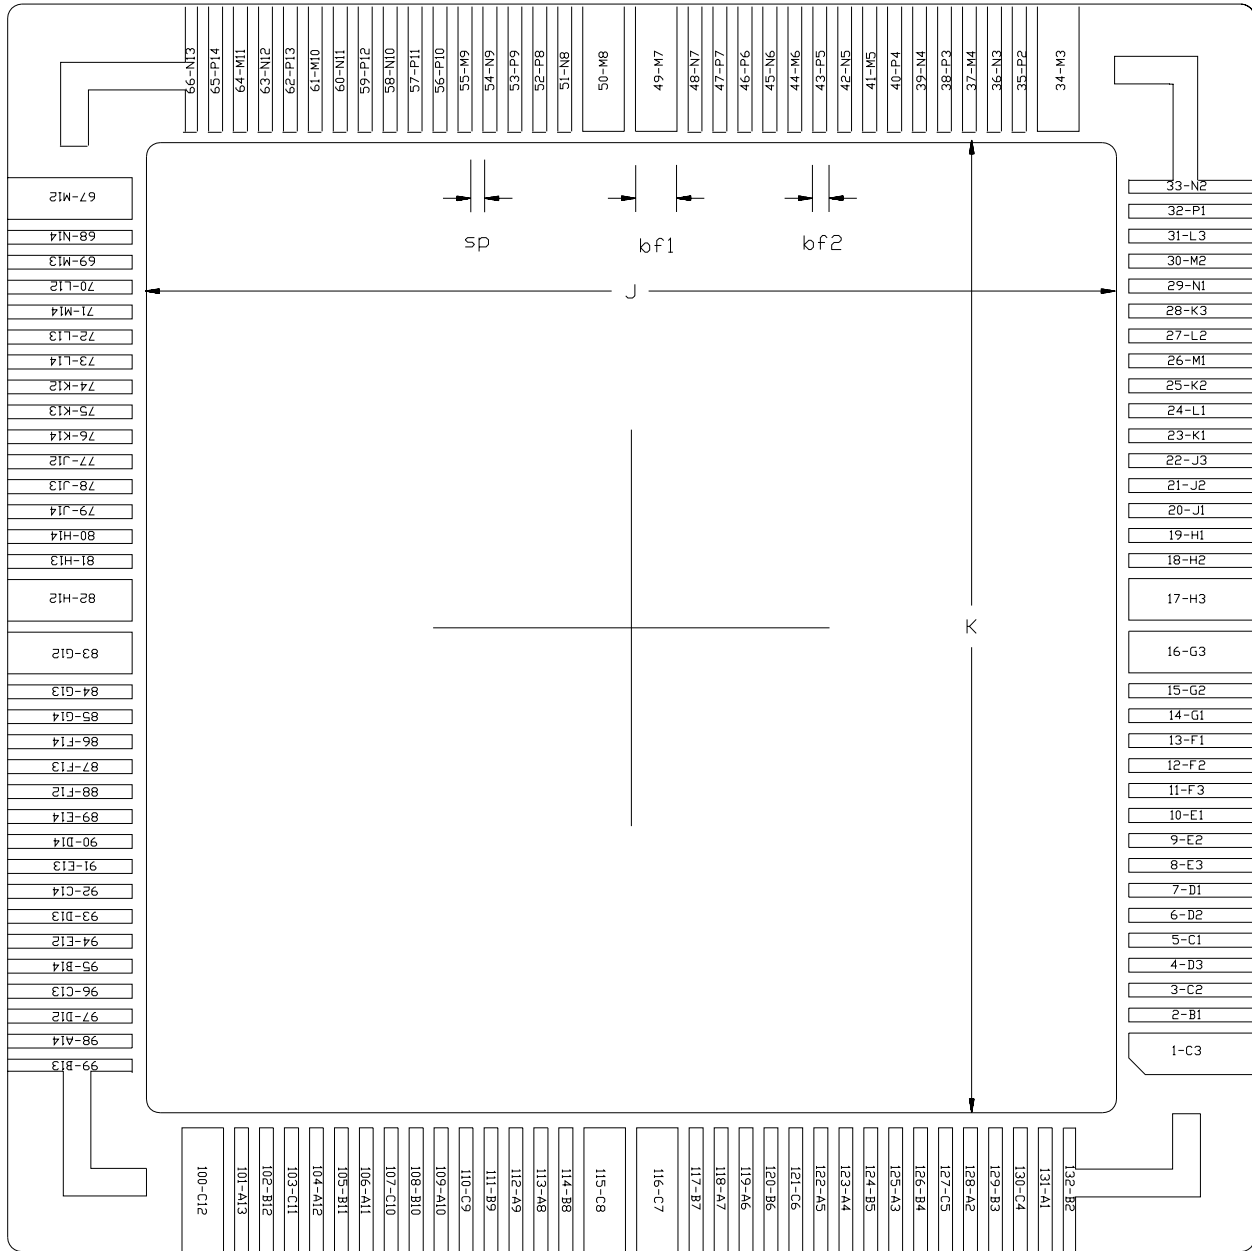 66-N13
65-P14
64-M11
63-N12
62-P13
61-M10
60-N11
59-P12
58-N10
57-P11
56-P10
55-M9
54-N9
53-P9
52-P8
51-N8
50-M8
49-M7
48-N7
47-P7
46-P6
45-N6
44-M6
43-P5
42-N5
41-M5
40-P4
39-N4
38-P3
37-M4
36-N3
35-P2
34-M3
67-M12
68-N14
69-M13
70-L12
71-M14
72-L13
73-L14
74-K12
75-K13
76-K14
77-J12
78-J13
79-J14
80-H14
81-H13
82-H12
83-G12
84-G13
85-G14
86-F14
87-F13
88-F12
89-E14
90-D14
91-E13
92-C14
93-D13
94-E12
95-B14
96-C13
97-D12
98-A14
99-B13
sp
bf1
bf2
J
K
33-N2
32-P1
31-L3
30-M2
29-N1
28-K3
27-L2
26-M1
25-K2
24-L1
23-K1
22-J3
21-J2
20-J1
19-H1
18-H2
17-H3
16-G3
15-G2
14-G1
13-F1
12-F2
11-F3
10-E1
9-E2
8-E3
7-D1
6-D2
5-C1
4-D3
3-C2
2-B1
1-C3
100-C12
101-A13
102-B12
103-C11
104-A12
105-B11
106-A11
107-C10
108-B10
109-A10
110-C9
111-B9
112-A9
113-A8
114-B8
115-C8
116-C7
117-B7
118-A7
119-A6
120-B6
121-C6
122-A5
123-A4
124-B5
125-A3
126-B4
127-C5
128-A2
129-B3
130-C4
131-A1
132-B2